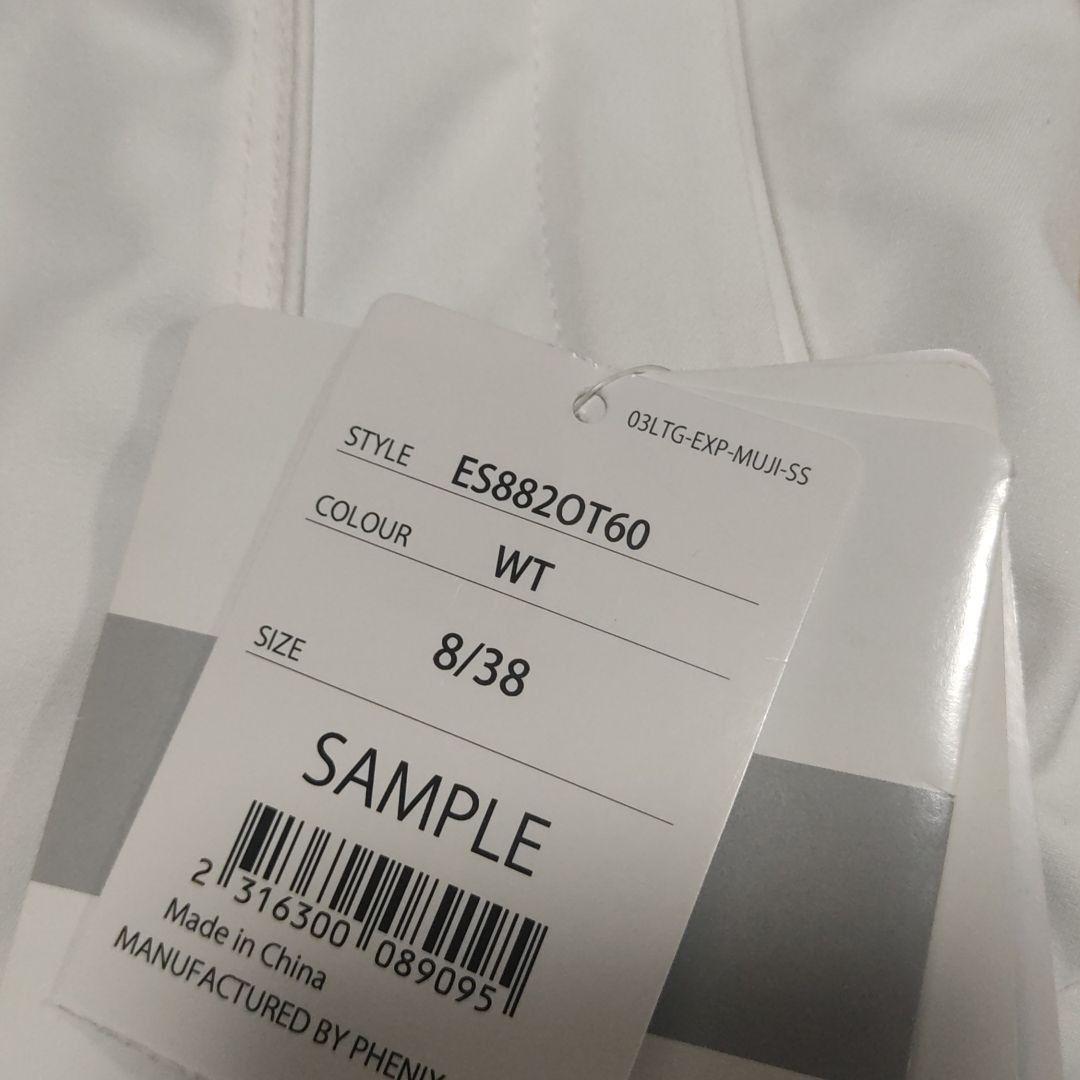 03LTG-EXP-MUJI-SS
STYLE ES882OT60
COLOUR WT
SIZE 8/38
SAMPLE
2 316300 089095
Made in China
MANUFACTURED BY PHENIX